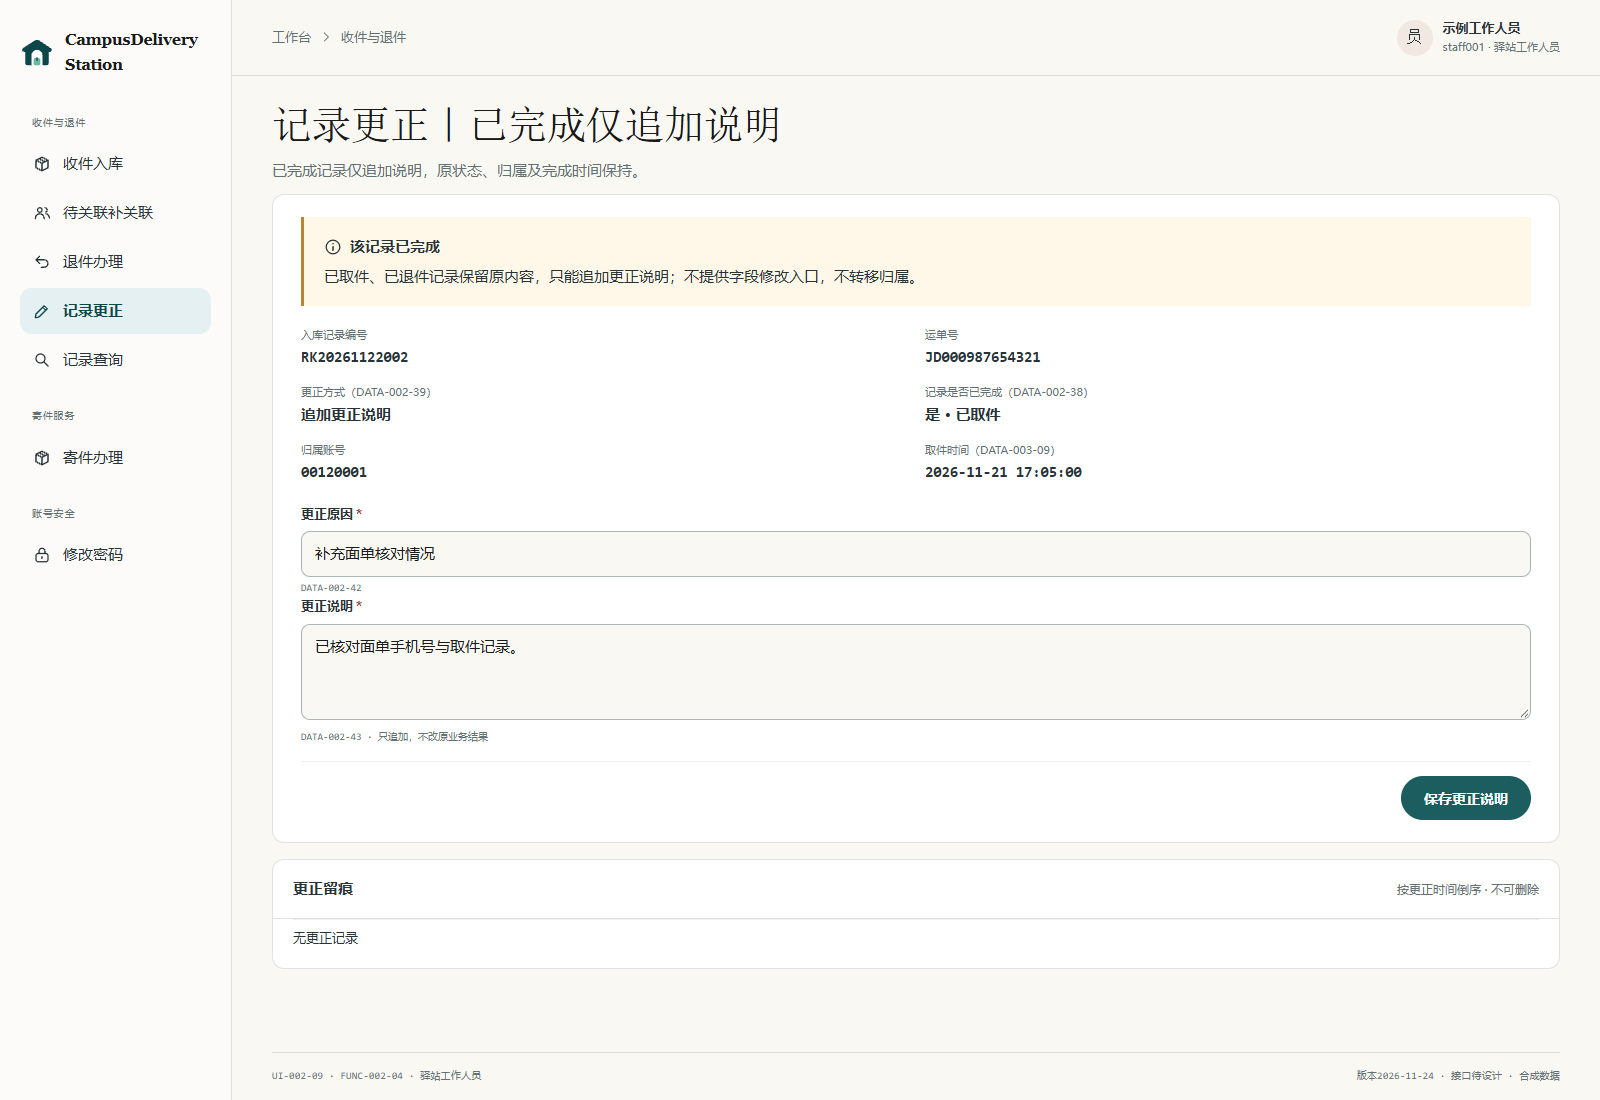 CampusDelivery
Station
收件与退件
收件入库
待关联补关联
退件办理
记录更正
记录查询
寄件服务
寄件办理
账号安全
修改密码
工作台
收件与退件
员
示例工作人员
staff001 · 驿站工作人员
记录更正丨已完成仅追加说明
已完成记录仅追加说明，原状态、归属及完成时间保持。
该记录已完成
已取件、已退件记录保留原内容，只能追加更正说明；不提供字段修改入口，不转移归属。
入库记录编号
RK20261122002
运单号
JD000987654321
更正方式（DATA-002-39）
追加更正说明
记录是否已完成（DATA-002-38）
是 · 已取件
归属账号
00120001
取件时间（DATA-003-09）
2026-11-21 17:05:00
更正原因 *
补充面单核对情况
DATA-002-42
更正说明 *
已核对面单手机号与取件记录。
DATA-002-43 · 只追加，不改原业务结果
保存更正说明
更正留痕
按更正时间倒序 · 不可删除
无更正记录
UI-002-09 · FUNC-002-04 · 驿站工作人员
版本2026-11-24 · 接口待设计 · 合成数据